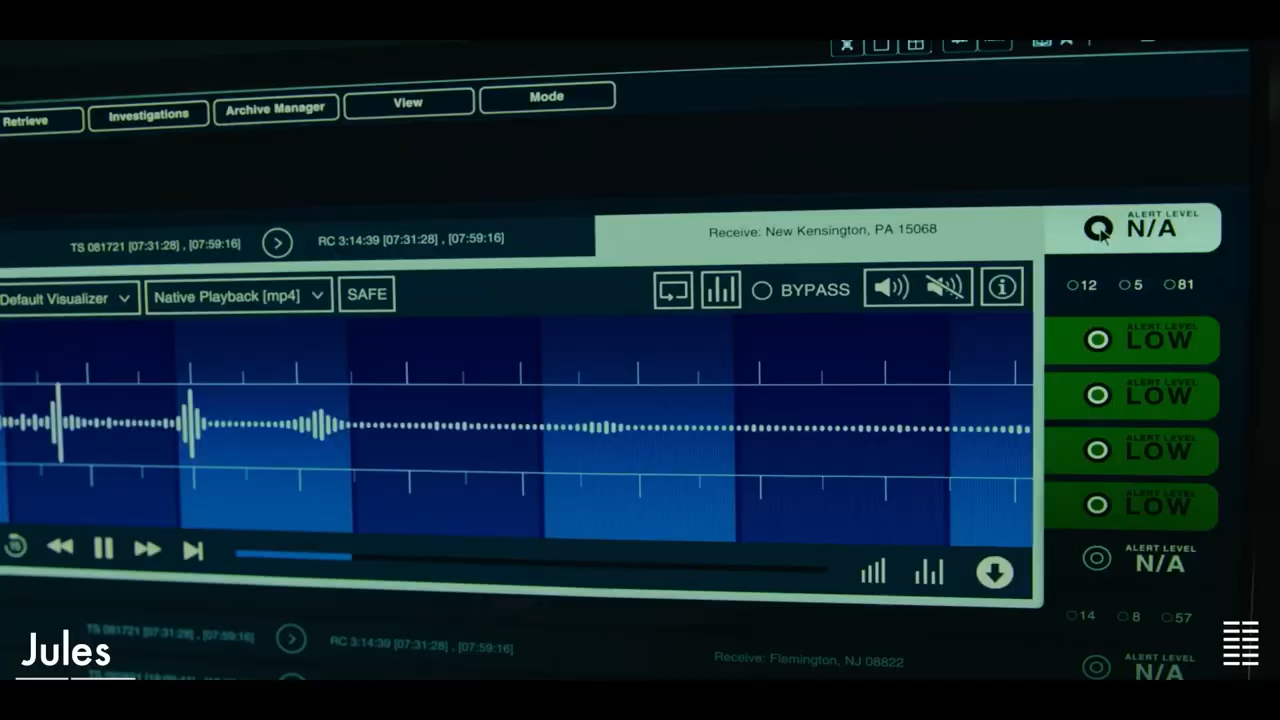 Retrieve
Investigations
Archive Manager
View
Mode
TS 081721 [07:31:28] , [07:59:16]
RC 3:14:39 [07:31:28] , [07:59:16]
Receive: New Kensington, PA 15068
ALERT LEVEL
N/A
12 5 81
Default Visualizer
Native Playback [mp4]
SAFE
BYPASS
ALERT LEVEL
LOW
ALERT LEVEL
LOW
ALERT LEVEL
LOW
ALERT LEVEL
LOW
15
ALERT LEVEL
N/A
14 8 57
TS 081721 [07:31:28] , [07:59:16]
RC 3:14:39 [07:31:28] , [07:59:16]
Receive: Flemington, NJ 08822
ALERT LEVEL
N/A
Jules